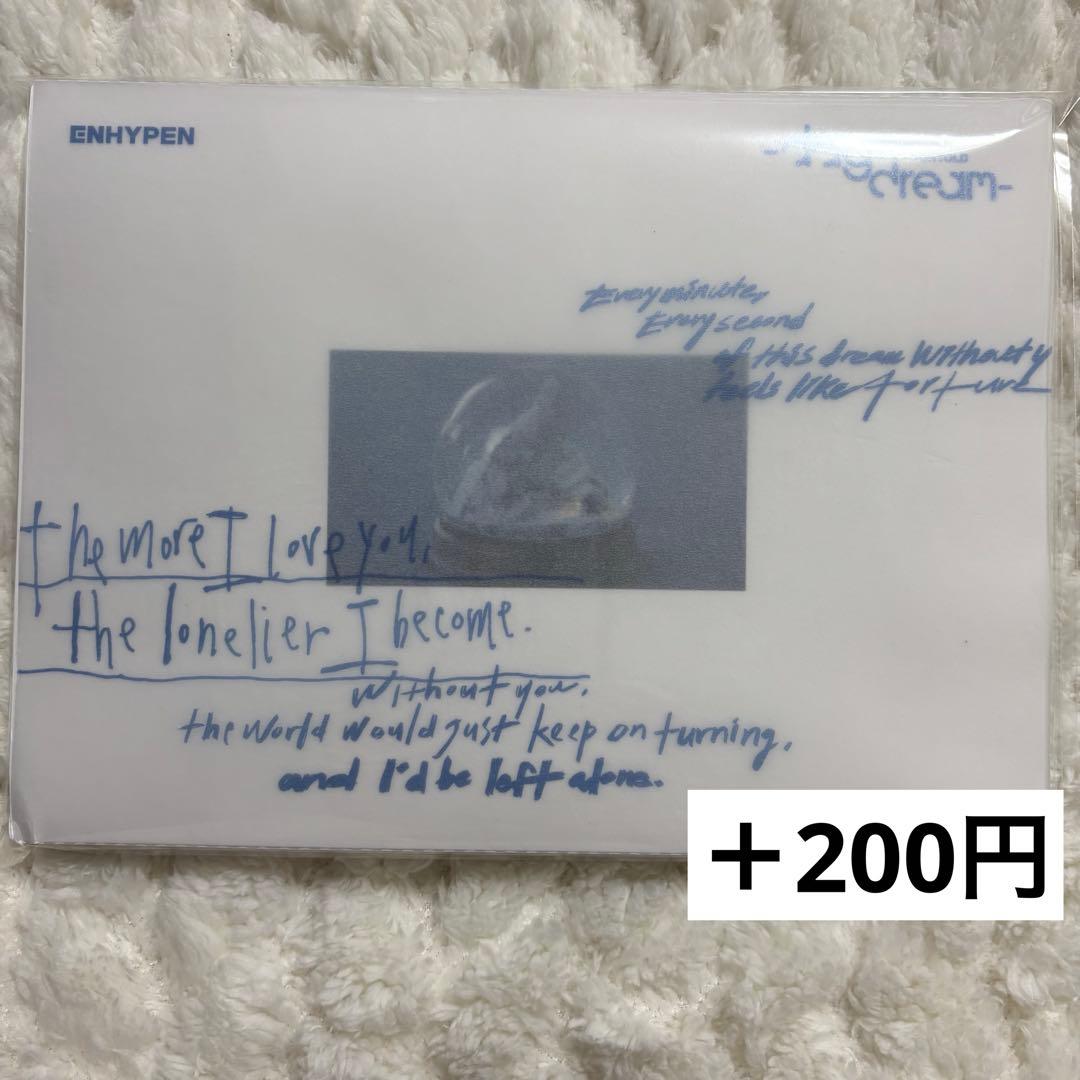 ENHYPEN
dream-
Every minute,
Every second
of this dream without y
feels like torture
the more I love you,
the lonelier I become.
without you,
the world would just keep on turning,
and I'd be left alone.
＋200円